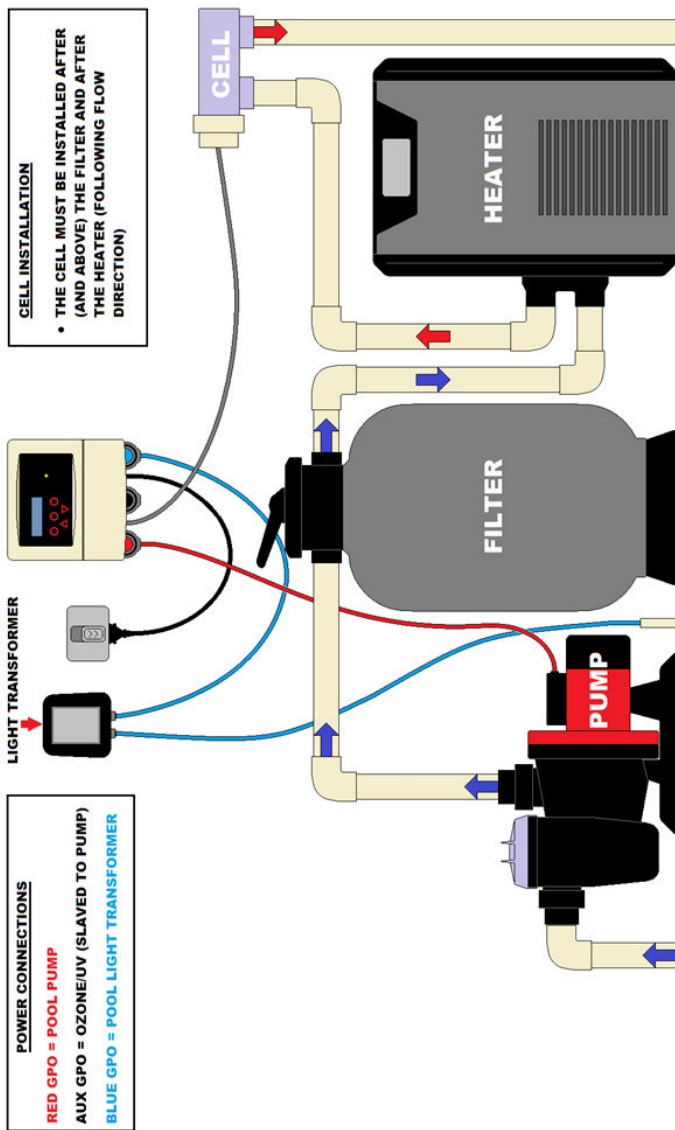 POWER CONNECTIONS
RED GPO = POOL PUMP
AUX GPO = OZONE/UV (SLAVED TO PUMP)
BLUE GPO = POOL LIGHT TRANSFORMER
LIGHT TRANSFORMER
CELL INSTALLATION
• THE CELL MUST BE INSTALLED AFTER
(AND ABOVE) THE FILTER AND AFTER
THE HEATER (FOLLOWING FLOW
DIRECTION)
CELL
PUMP
FILTER
HEATER